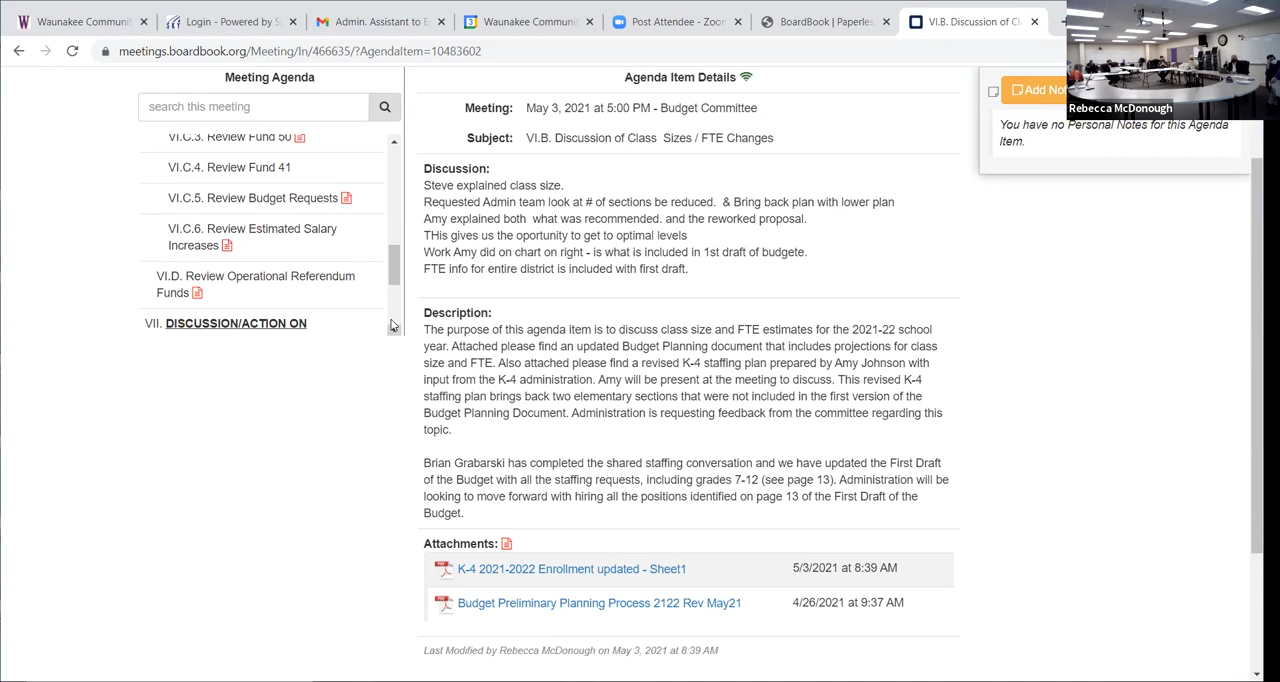 Waunakee Communi
Login - Powered by S
Admin. Assistant to E
Waunakee Communi
Post Attendee - Zoom
BoardBook | Paperles
VI.B. Discussion of Cl
meetings.boardbook.org/Meeting/In/466635/?AgendaItem=10483602
Rebecca McDonough
Meeting Agenda
search this meeting
VI.C.3. Review Fund 50
VI.C.4. Review Fund 41
VI.C.5. Review Budget Requests
VI.C.6. Review Estimated Salary
Increases
VI.D. Review Operational Referendum
Funds
VII. DISCUSSION/ACTION ON
Agenda Item Details
Meeting: May 3, 2021 at 5:00 PM - Budget Committee
Subject: VI.B. Discussion of Class Sizes / FTE Changes
Discussion:
Steve explained class size.
Requested Admin team look at # of sections be reduced. & Bring back plan with lower plan
Amy explained both what was recommended. and the reworked proposal.
THis gives us the oportunity to get to optimal levels
Work Amy did on chart on right - is what is included in 1st draft of budgete.
FTE info for entire district is included with first draft.
Description:
The purpose of this agenda item is to discuss class size and FTE estimates for the 2021-22 school
year. Attached please find an updated Budget Planning document that includes projections for class
size and FTE. Also attached please find a revised K-4 staffing plan prepared by Amy Johnson with
input from the K-4 administration. Amy will be present at the meeting to discuss. This revised K-4
staffing plan brings back two elementary sections that were not included in the first version of the
Budget Planning Document. Administration is requesting feedback from the committee regarding this
topic.
Brian Grabarski has completed the shared staffing conversation and we have updated the First Draft
of the Budget with all the staffing requests, including grades 7-12 (see page 13). Administration will be
looking to move forward with hiring all the positions identified on page 13 of the First Draft of the
Budget.
Attachments:
K-4 2021-2022 Enrollment updated - Sheet1 5/3/2021 at 8:39 AM
Budget Preliminary Planning Process 2122 Rev May21 4/26/2021 at 9:37 AM
Last Modified by Rebecca McDonough on May 3, 2021 at 8:39 AM
Add Not
You have no Personal Notes for this Agenda
Item.